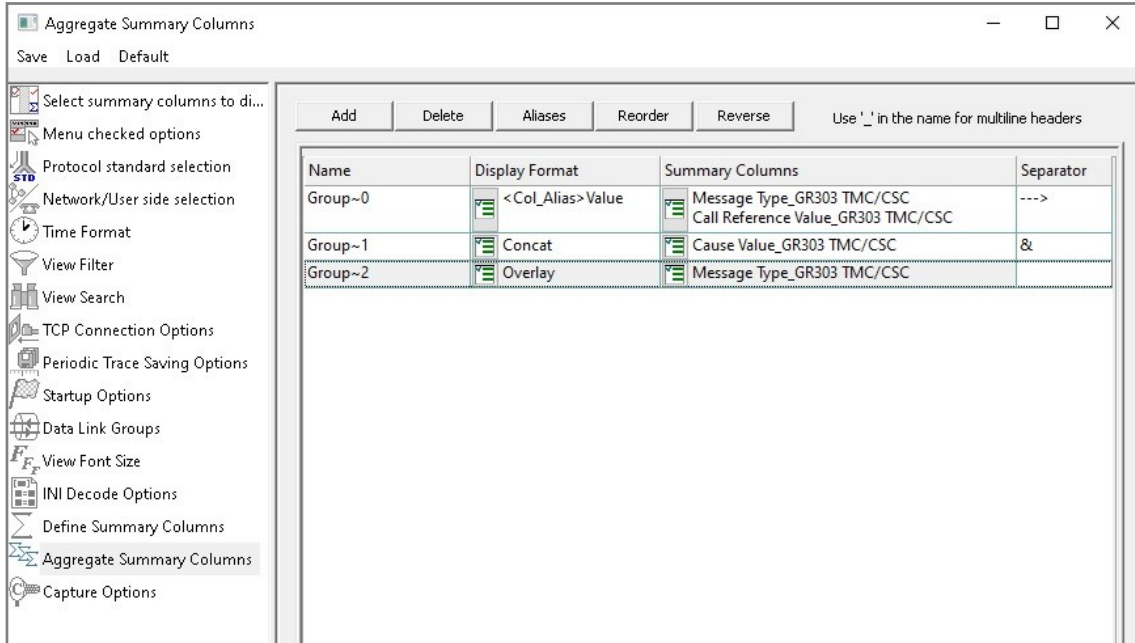 Aggregate Summary Columns
Save Load Default
Select summary columns to di...
Menu checked options
Protocol standard selection
Network/User side selection
Time Format
View Filter
View Search
TCP Connection Options
Periodic Trace Saving Options
Startup Options
Data Link Groups
View Font Size
INI Decode Options
Define Summary Columns
Aggregate Summary Columns
Capture Options
Add Delete Aliases Reorder Reverse Use '_' in the name for multiline headers
Name Display Format Summary Columns Separator
Group~0 <Col_Alias>Value Message Type_GR303 TMC/CSC --->
Call Reference Value_GR303 TMC/CSC
Group~1 Concat Cause Value_GR303 TMC/CSC &
Group~2 Overlay Message Type_GR303 TMC/CSC